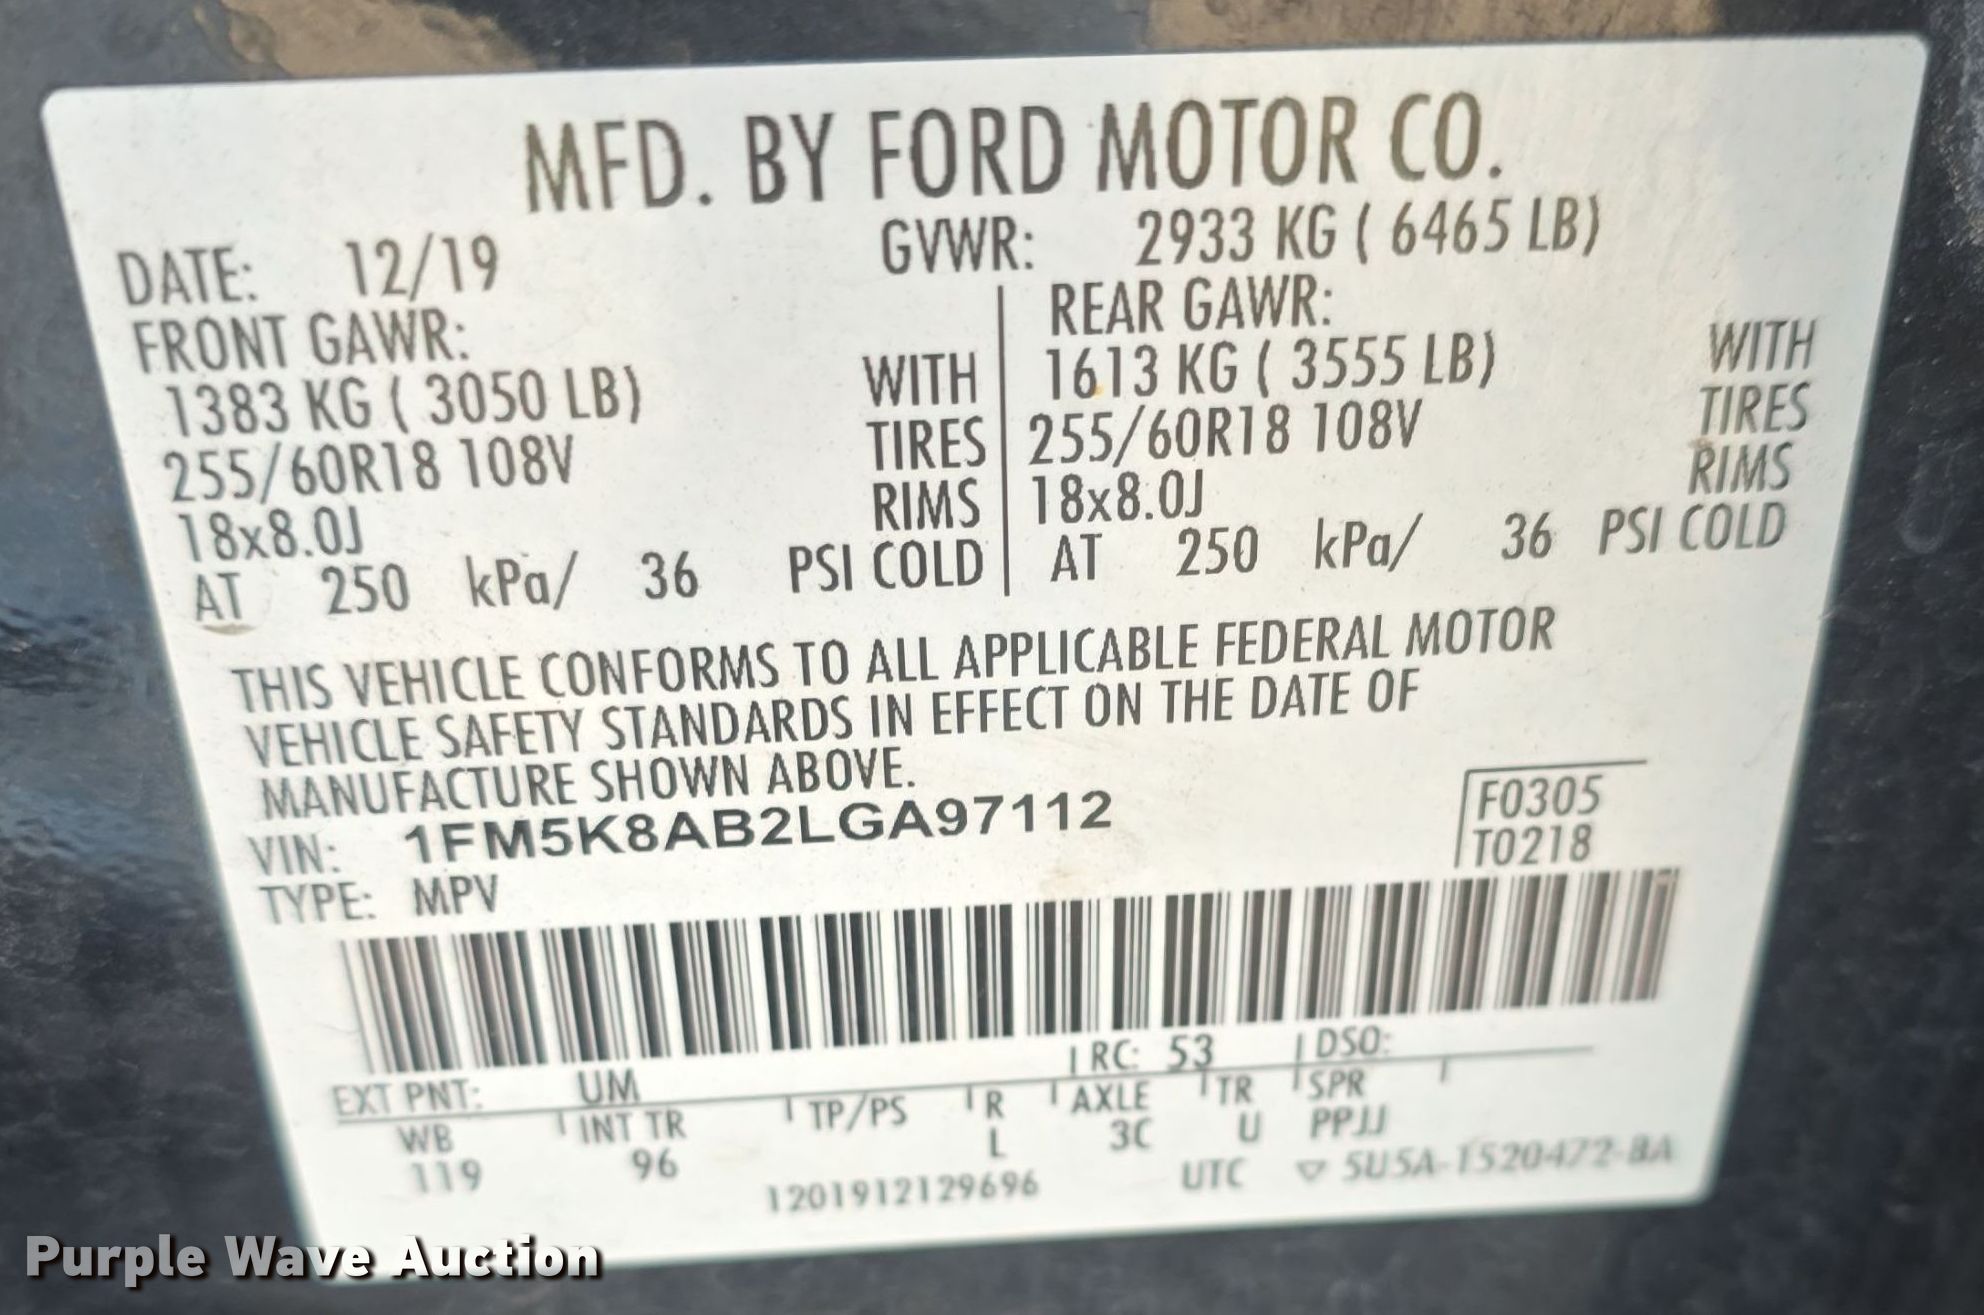 MFD. BY FORD MOTOR CO.
DATE: 12/19 GVWR: 2933 KG ( 6465 LB)
FRONT GAWR: REAR GAWR:
1383 KG ( 3050 LB) WITH 1613 KG ( 3555 LB) WITH
255/60R18 108V TIRES 255/60R18 108V TIRES
18x8.0J RIMS 18x8.0J RIMS
AT 250 kPa/ 36 PSI COLD AT 250 kPa/ 36 PSI COLD
THIS VEHICLE CONFORMS TO ALL APPLICABLE FEDERAL MOTOR
VEHICLE SAFETY STANDARDS IN EFFECT ON THE DATE OF
MANUFACTURE SHOWN ABOVE.
VIN: 1FM5K8AB2LGA97112 F0305
TYPE: MPV T0218
EXT PNT: UM RC: 53 DSO:
WB INT TR TP/PS R AXLE TR SPR
119 96 L 3C U PPJJ
1201912129696 UTC ▽ 5U5A-1520472-BA
Purple Wave Auction